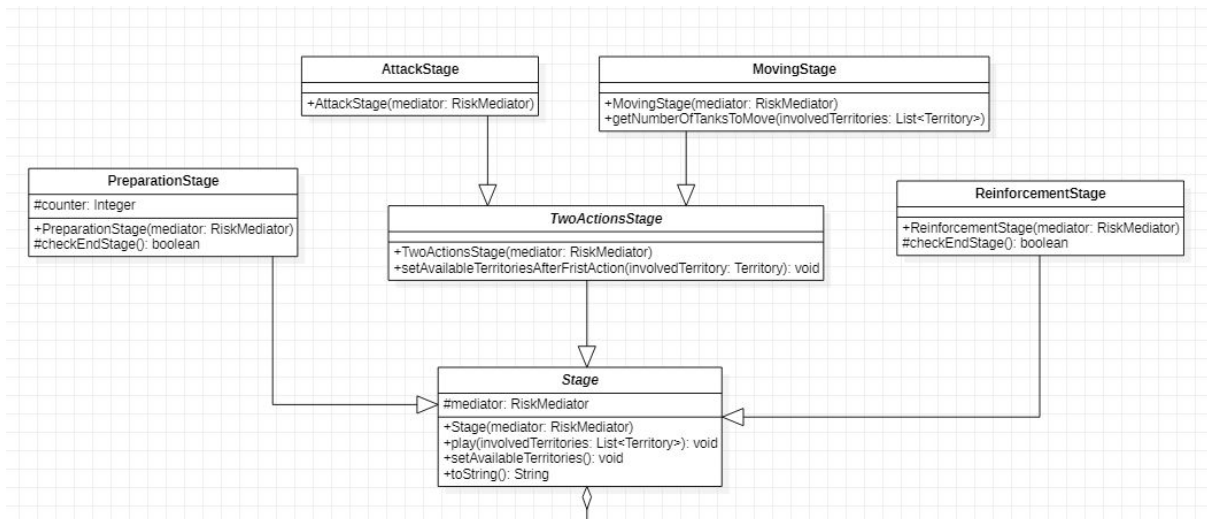 AttackStage
+AttackStage(mediator: RiskMediator)
MovingStage
+MovingStage(mediator: RiskMediator)
+getNumberOfTanksToMove(involvedTerritories: List<Territory>)
PreparationStage
#counter: Integer
+PreparationStage(mediator: RiskMediator)
#checkEndStage(): boolean
TwoActionsStage
+TwoActionsStage(mediator: RiskMediator)
+setAvailableTerritoriesAfterFristAction(involvedTerritory: Territory): void
ReinforcementStage
+ReinforcementStage(mediator: RiskMediator)
#checkEndStage(): boolean
Stage
#mediator: RiskMediator
+Stage(mediator: RiskMediator)
+play(involvedTerritories: List<Territory>): void
+setAvailableTerritories(): void
+toString(): String